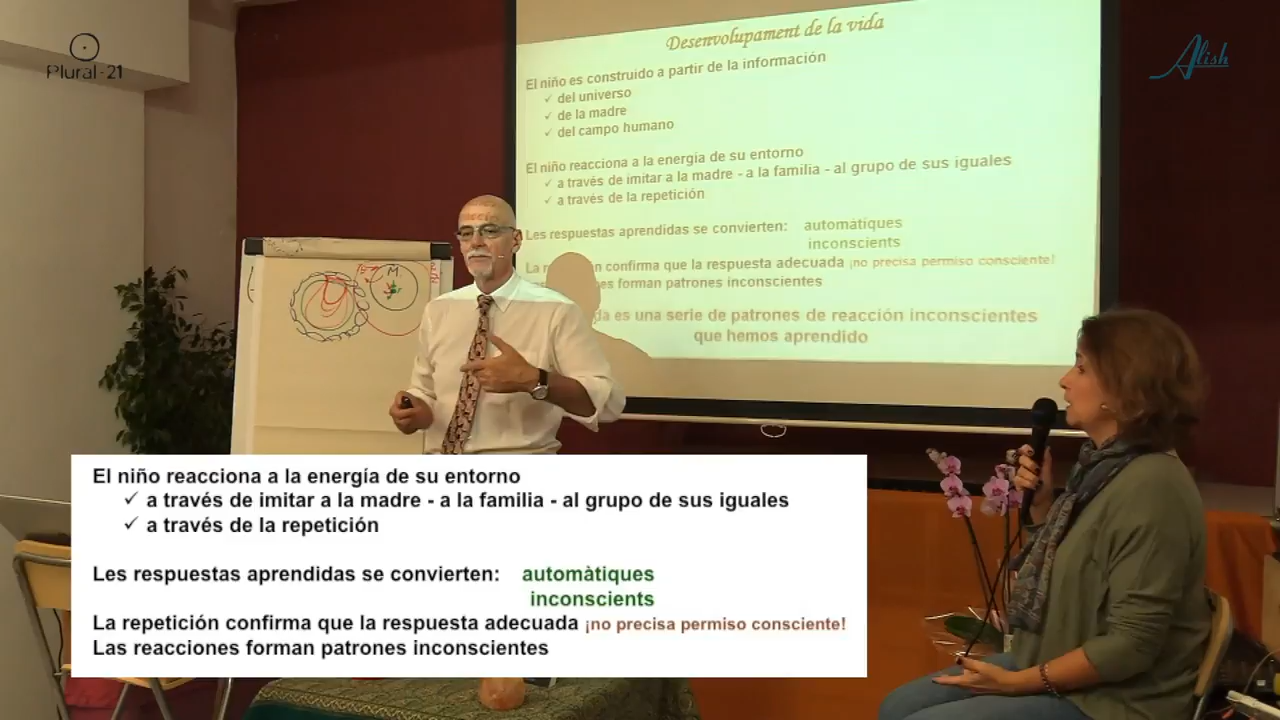 Plural-21
Alish
Desenvolupament de la vida
El niño es construido a partir de la información
✓ del universo
✓ de la madre
✓ del campo humano
El niño reacciona a la energía de su entorno
✓ a través de imitar a la madre - a la familia - al grupo de sus iguales
✓ a través de la repetición
Les respuestas aprendidas se convierten: automàtiques
inconscients
La r n confirma que la respuesta adecuada ¡no precisa permiso consciente!
es forman patrones inconscientes
da es una serie de patrones de reacción inconscientes
que hemos aprendido
M
El niño reacciona a la energía de su entorno
✓ a través de imitar a la madre - a la familia - al grupo de sus iguales
✓ a través de la repetición
Les respuestas aprendidas se convierten: automàtiques
inconscients
La repetición confirma que la respuesta adecuada ¡no precisa permiso consciente!
Las reacciones forman patrones inconscientes